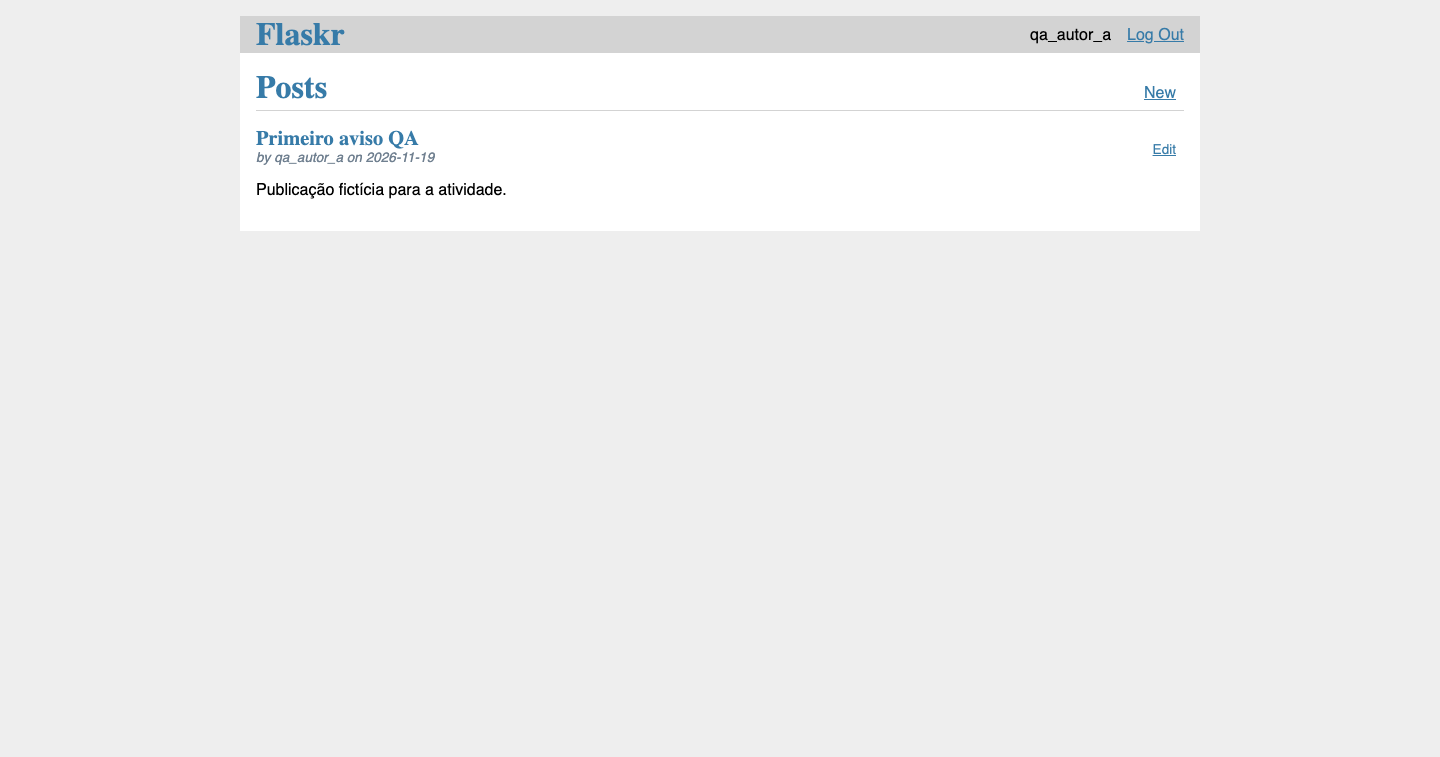 Flaskr
qa_autor_a Log Out
Posts
New
Primeiro aviso QA
by qa_autor_a on 2026-11-19
Edit
Publicação fictícia para a atividade.